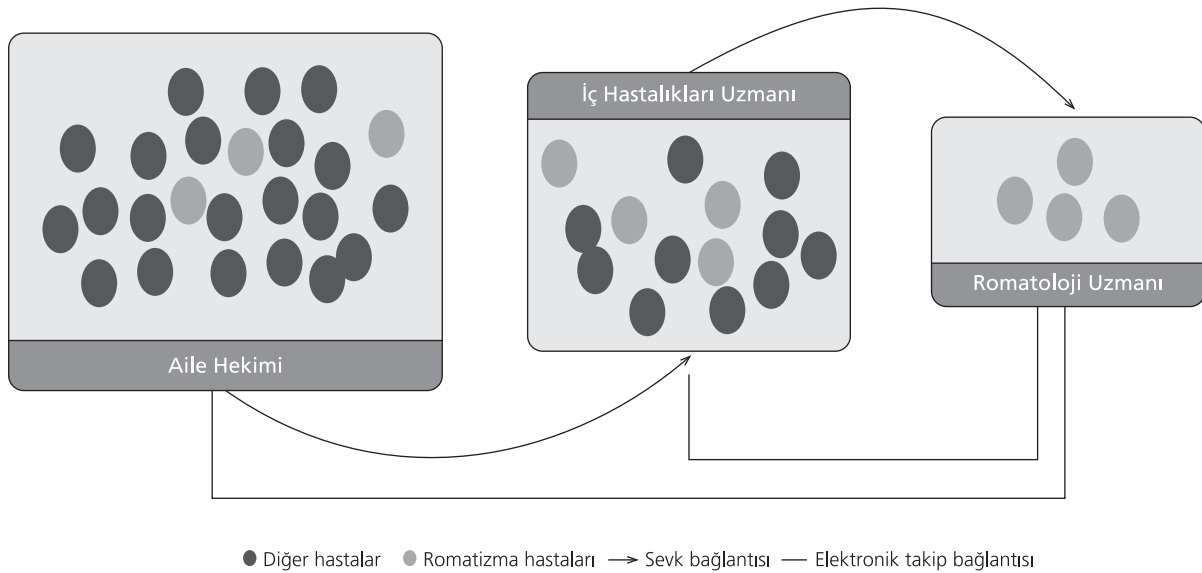 İç Hastalıkları Uzmanı
Romatoloji Uzmanı
Aile Hekimi
Diğer hastalar Romatizma hastaları Sevk bağlantısı Elektronik takip bağlantısı